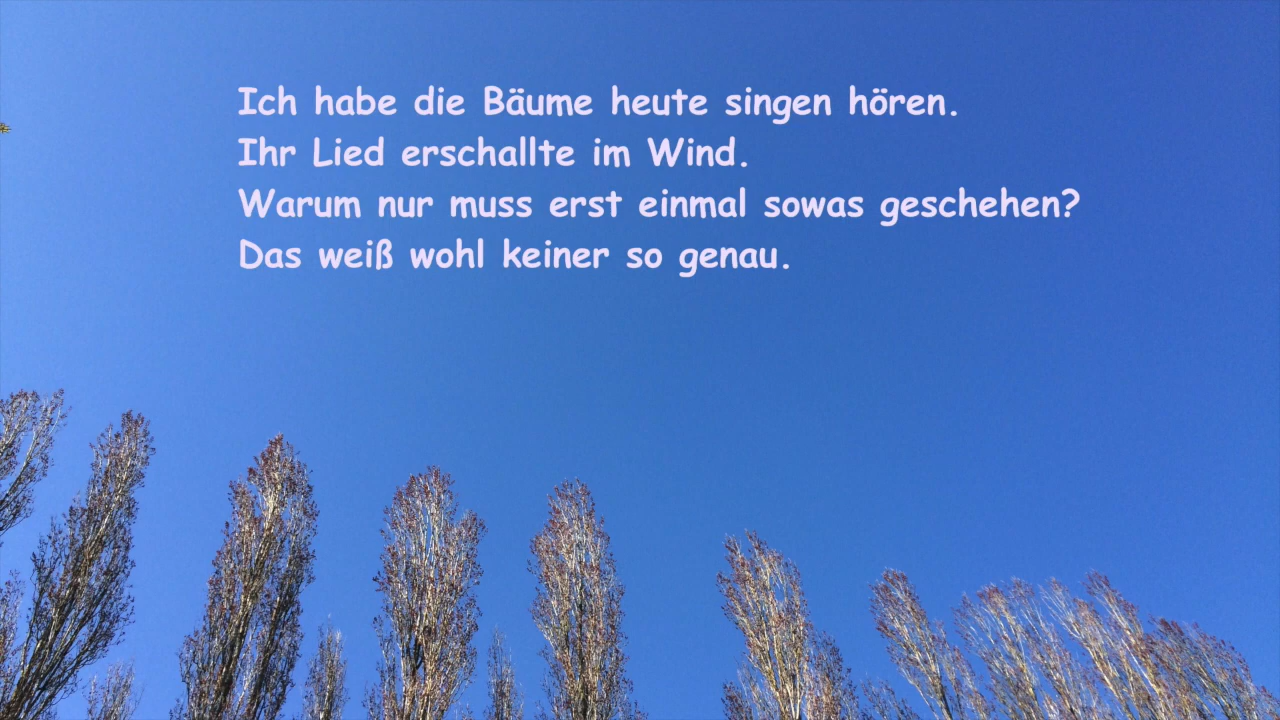 Ich habe die Bäume heute singen hören.
Ihr Lied erschallte im Wind.
Warum nur muss erst einmal sowas geschehen?
Das weiß wohl keiner so genau.